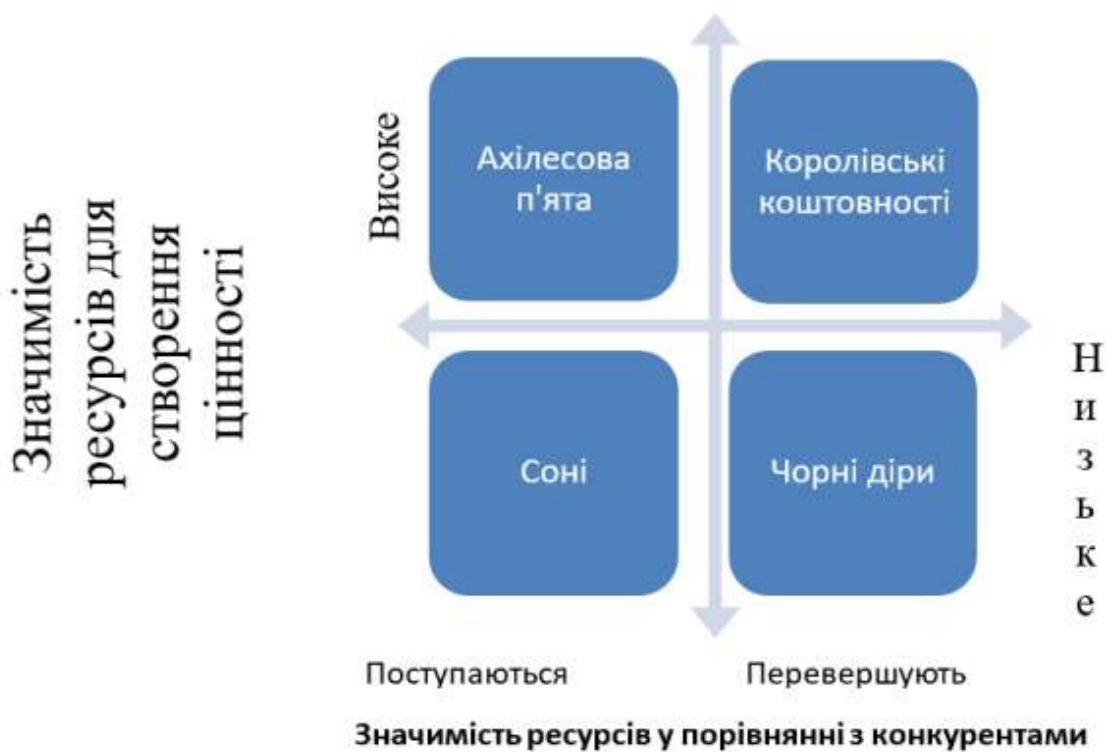 Значимість
ресурсів для
створення
цінності
Високе
Ахілесова
п'ята
Королівські
коштовності
Соні
Чорні діри
Низьке
Поступаються
Перевершують
Значимість ресурсів у порівнянні з конкурентами